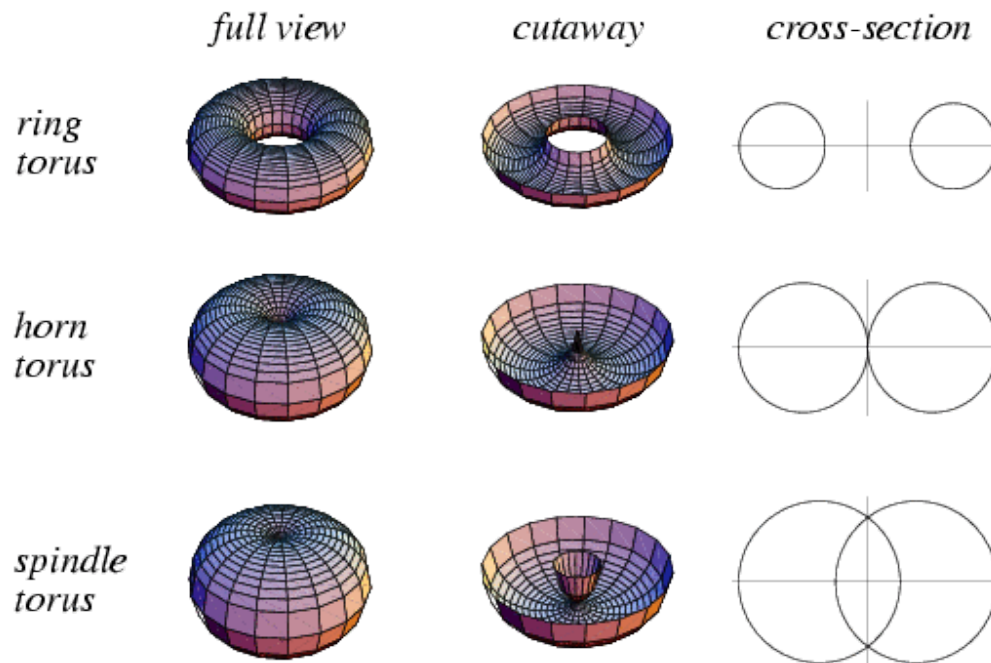 full view
cutaway
cross-section
ring
torus
horn
torus
spindle
torus